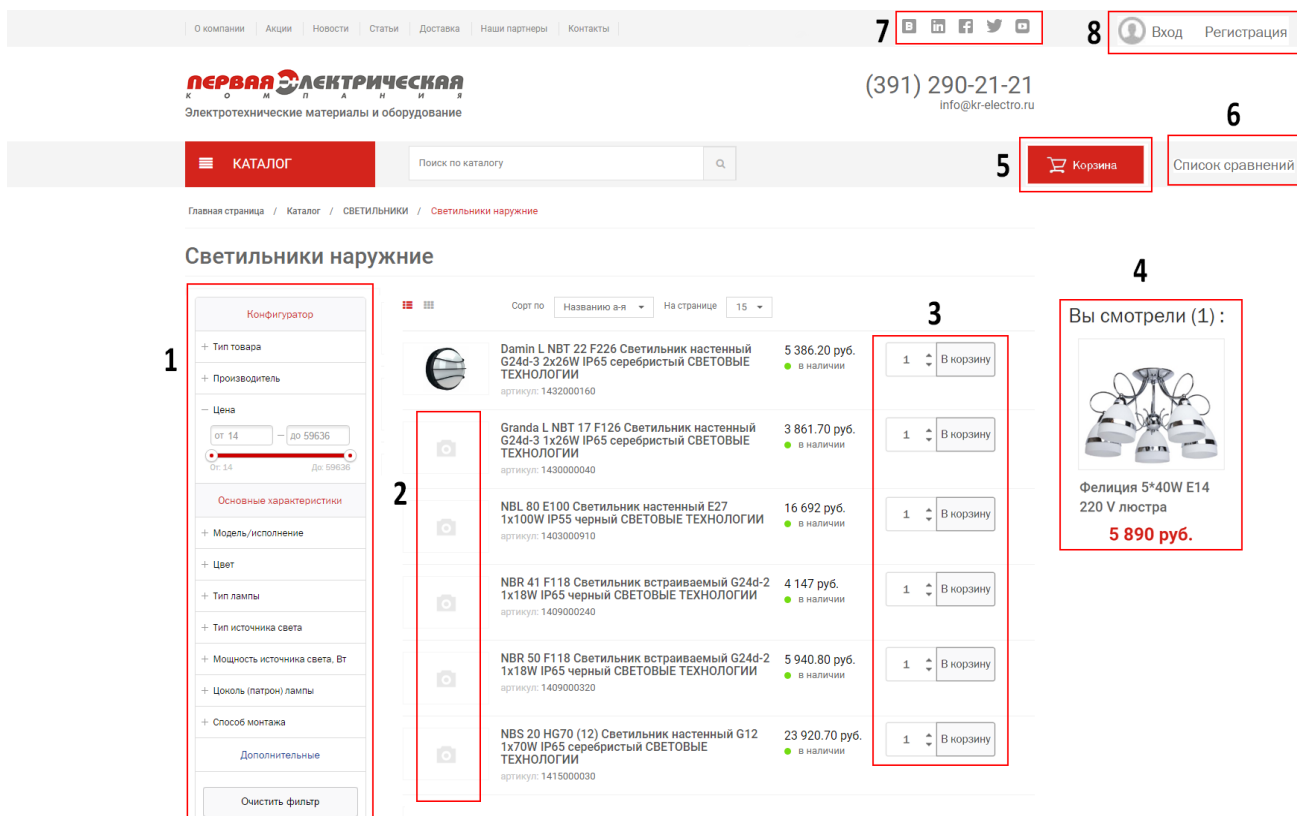 О компании
Акции
Новости
Статьи
Доставка
Наши партнеры
Контакты
7
8
Вход
Регистрация
ПЕРВАЯ ЭЛЕКТРИЧЕСКАЯ
КОМПАНИЯ
Электротехнические материалы и оборудование
(391) 290-21-21
info@kr-electro.ru
6
КАТАЛОГ
Поиск по каталогу
5
Корзина
Список сравнений
Главная страница / Каталог / СВЕТИЛЬНИКИ / Светильники наружние
Светильники наружние
1
Конфигуратор
+ Тип товара
+ Производитель
− Цена
от 14 — до 59636
От: 14 До: 59636
Основные характеристики
+ Модель/исполнение
+ Цвет
+ Тип лампы
+ Тип источника света
+ Мощность источника света, Вт
+ Цоколь (патрон) лампы
+ Способ монтажа
Дополнительные
Очистить фильтр
Сорт по Названию а-я На странице 15
2
3
Damin L NBT 22 F226 Светильник настенный
G24d-3 2x26W IP65 серебристый СВЕТОВЫЕ
ТЕХНОЛОГИИ
артикул: 1432000160
5 386.20 руб.
в наличии
1 В корзину
Granda L NBT 17 F126 Светильник настенный
G24d-3 1x26W IP65 серебристый СВЕТОВЫЕ
ТЕХНОЛОГИИ
артикул: 1430000040
3 861.70 руб.
в наличии
1 В корзину
NBL 80 E100 Светильник настенный E27
1x100W IP55 черный СВЕТОВЫЕ ТЕХНОЛОГИИ
артикул: 1403000910
16 692 руб.
в наличии
1 В корзину
NBR 41 F118 Светильник встраиваемый G24d-2
1x18W IP65 черный СВЕТОВЫЕ ТЕХНОЛОГИИ
артикул: 1409000240
4 147 руб.
в наличии
1 В корзину
NBR 50 F118 Светильник встраиваемый G24d-2
1x18W IP65 черный СВЕТОВЫЕ ТЕХНОЛОГИИ
артикул: 1409000320
5 940.80 руб.
в наличии
1 В корзину
NBS 20 HG70 (12) Светильник настенный G12
1x70W IP65 серебристый СВЕТОВЫЕ
ТЕХНОЛОГИИ
артикул: 1415000030
23 920.70 руб.
в наличии
1 В корзину
4
Вы смотрели (1) :
Фелиция 5*40W E14
220 V люстра
5 890 руб.